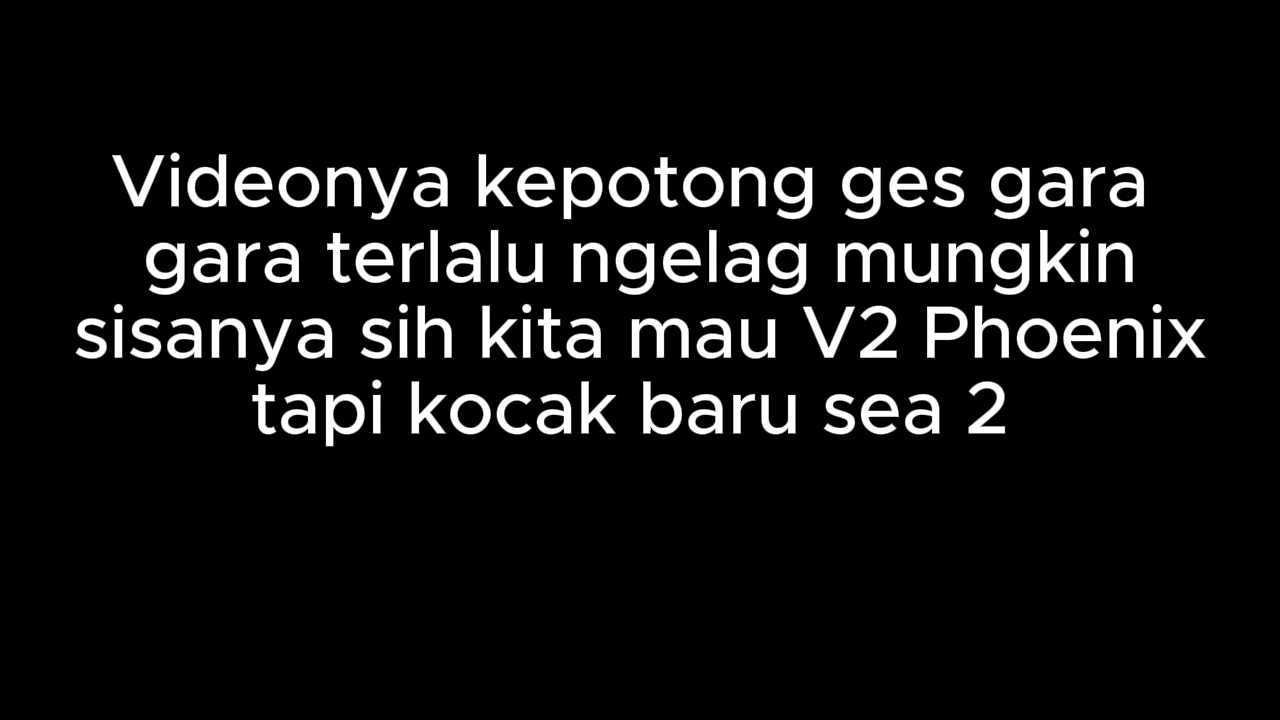 Videonya kepotong ges gara
gara terlalu ngelag mungkin
sisanya sih kita mau V2 Phoenix
tapi kocak baru sea 2